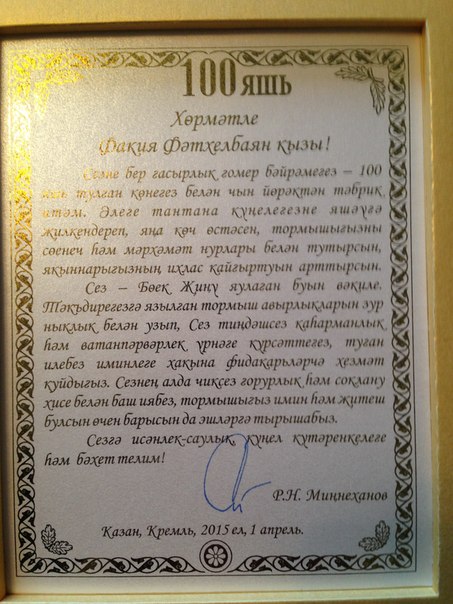 100 яшь
Хөрмәтле
Факия Фәтхелбаян кызы!
Сезне бер гасырлык гомер бәйрәмегез – 100
яшь тулган көнегез белән чын йөрәктән тәбрик
итәм. Әлеге тантана күңелегезне яшәүгә
җилкендереп, яңа көч өстәсен, тормышыгызны
сөенеч һәм мәрхәмәт нурлары белән тутырсын,
якыннарыгызның ихлас кайгыртуын арттырсын.
Сез – Бөек Җиңү яулаган буын вәкиле.
Тәкъдирегезгә язылган тормыш авырлыкларын зур
ныклык белән узып, Сез тиңдәшсез каһарманлык
һәм ватанпәрвәрлек үрнәге күрсәттегез, туган
илебез иминлеге хакына фидакарьләрчә хезмәт
куйдыгыз. Сезнең алда чиксез горурлык һәм соклану
хисе белән баш иябез, тормышыгыз имин һәм җитеш
булсын өчен барысын да эшләргә тырышабыз.
Сезгә исәнлек-саулык, күңел күтәренкелеге
һәм бәхет телим!
Р.Н. Миңнеханов
Казан, Кремль, 2015 ел, 1 апрель.